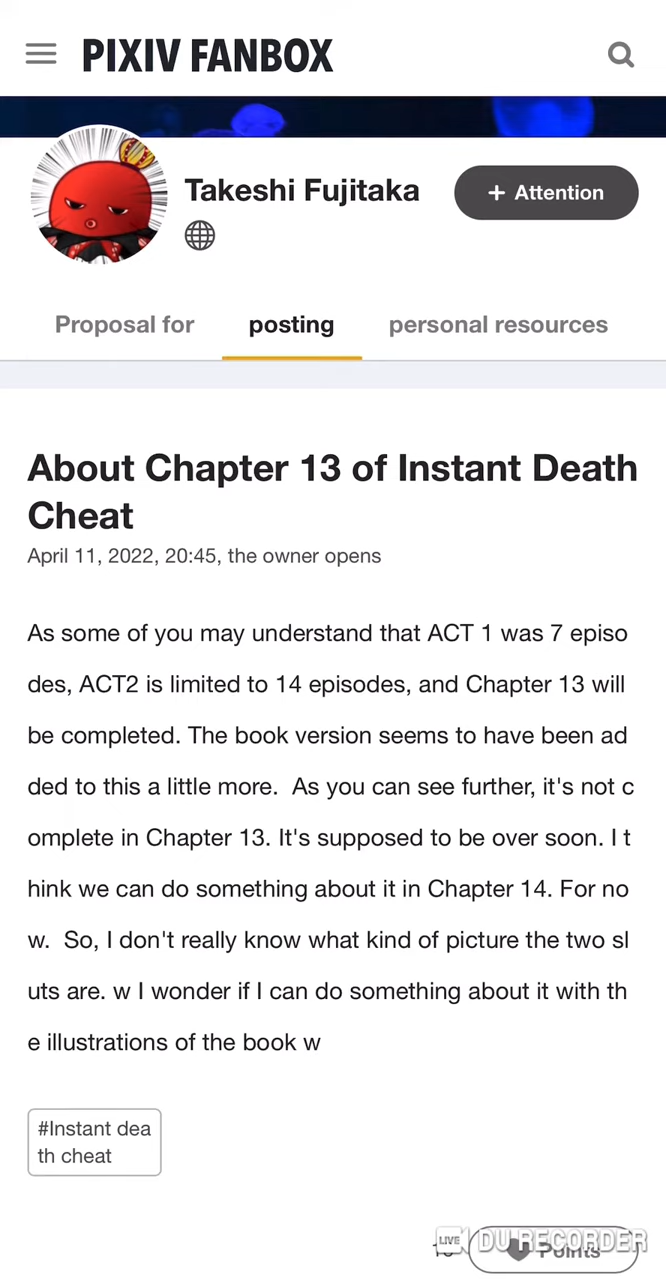 PIXIV FANBOX
Takeshi Fujitaka
+ Attention
Proposal for posting personal resources
About Chapter 13 of Instant Death
Cheat
April 11, 2022, 20:45, the owner opens
As some of you may understand that ACT 1 was 7 episo
des, ACT2 is limited to 14 episodes, and Chapter 13 will
be completed. The book version seems to have been ad
ded to this a little more.  As you can see further, it's not c
omplete in Chapter 13. It's supposed to be over soon. I t
hink we can do something about it in Chapter 14. For no
w.  So, I don't really know what kind of picture the two sl
uts are. w I wonder if I can do something about it with th
e illustrations of the book w
#Instant dea
th cheat
LIVE DU RECORDER
Points